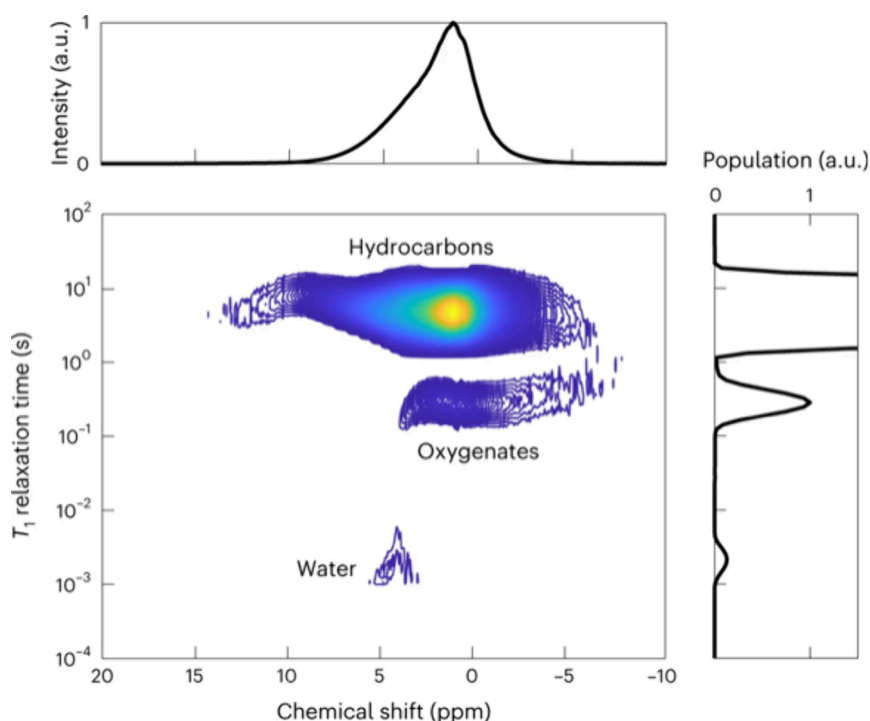 Intensity (a.u.)
1
0
Population (a.u.)
0 1
T1 relaxation time (s)
10²
10¹
10⁰
10⁻¹
10⁻²
10⁻³
10⁻⁴
Hydrocarbons
Oxygenates
Water
20 15 10 5 0 −5 −10
Chemical shift (ppm)